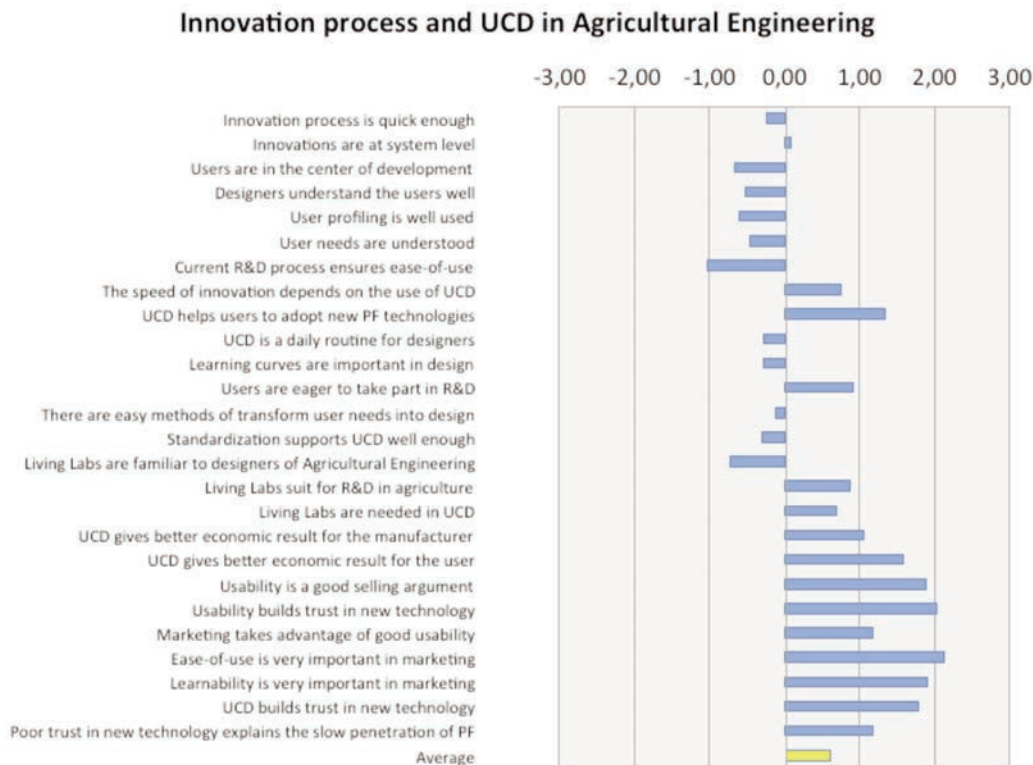 Innovation process and UCD in Agricultural Engineering
-3,00 -2,00 -1,00 0,00 1,00 2,00 3,00
Innovation process is quick enough
Innovations are at system level
Users are in the center of development
Designers understand the users well
User profiling is well used
User needs are understood
Current R&D process ensures ease-of-use
The speed of innovation depends on the use of UCD
UCD helps users to adopt new PF technologies
UCD is a daily routine for designers
Learning curves are important in design
Users are eager to take part in R&D
There are easy methods of transform user needs into design
Standardization supports UCD well enough
Living Labs are familiar to designers of Agricultural Engineering
Living Labs suit for R&D in agriculture
Living Labs are needed in UCD
UCD gives better economic result for the manufacturer
UCD gives better economic result for the user
Usability is a good selling argument
Usability builds trust in new technology
Marketing takes advantage of good usability
Ease-of-use is very important in marketing
Learnability is very important in marketing
UCD builds trust in new technology
Poor trust in new technology explains the slow penetration of PF
Average